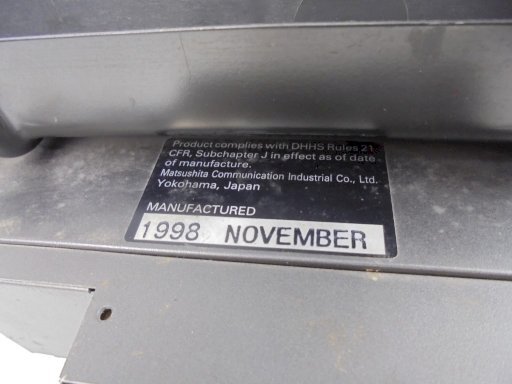 Product complies with DHHS Rules 21
CFR, Subchapter J in effect as of date
of manufacture.
Matsushita Communication Industrial Co., Ltd.
Yokohama, Japan
MANUFACTURED
1998 NOVEMBER